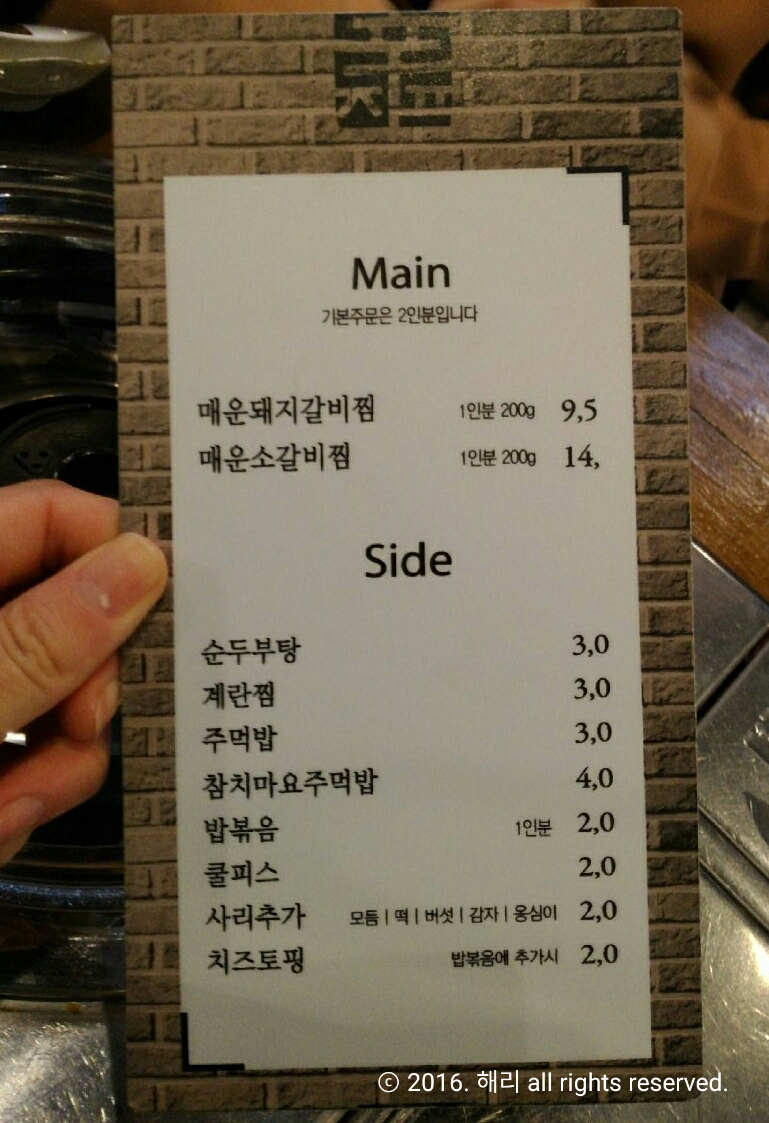 Main
기본주문은 2인분입니다
매운돼지갈비찜 1인분 200g 9,5
매운소갈비찜 1인분 200g 14,
Side
순두부탕 3,0
계란찜 3,0
주먹밥 3,0
참치마요주먹밥 4,0
밥볶음 1인분 2,0
쿨피스 2,0
사리추가 모듬 | 떡 | 버섯 | 감자 | 옹심이 2,0
치즈토핑 밥볶음에 추가시 2,0
ⓒ 2016. 해리 all rights reserved.